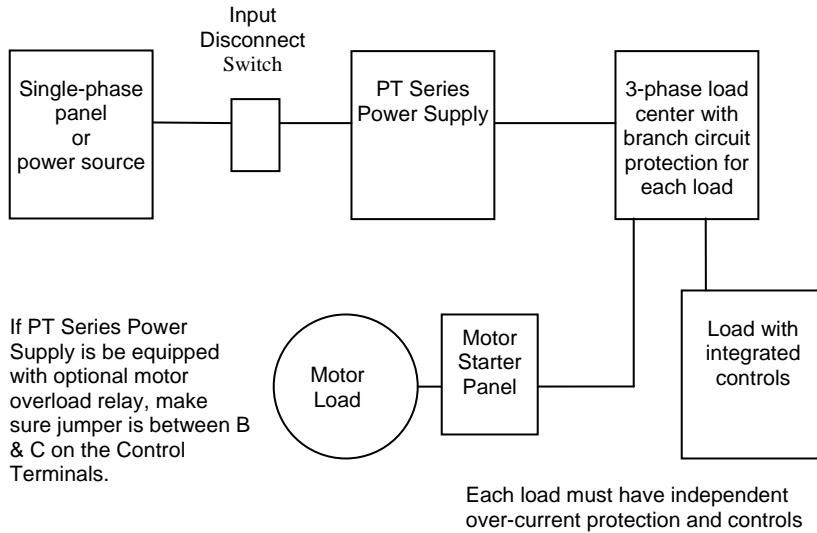 Input
Disconnect
Switch
Single-phase
panel
or
power source
PT Series
Power Supply
3-phase load
center with
branch circuit
protection for
each load
If PT Series Power
Supply is be equipped
with optional motor
overload relay, make
sure jumper is between B
& C on the Control
Terminals.
Motor
Load
Motor
Starter
Panel
Load with
integrated
controls
Each load must have independent
over-current protection and controls